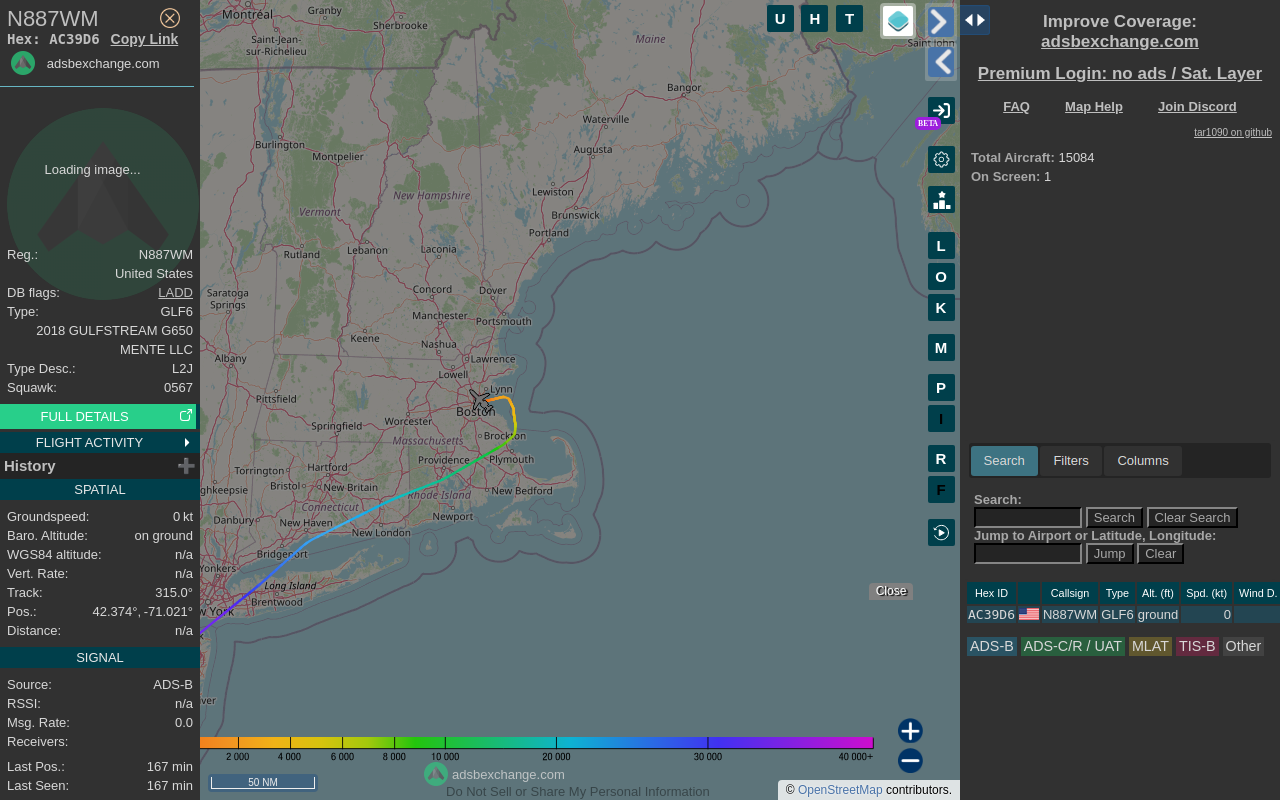 N887WM
Hex: AC39D6 Copy Link
adsbexchange.com
Loading image...
Reg.: N887WM
United States
DB flags: LADD
Type: GLF6
2018 GULFSTREAM G650
MENTE LLC
Type Desc.: L2J
Squawk: 0567
FULL DETAILS
FLIGHT ACTIVITY
History
SPATIAL
Groundspeed: 0 kt
Baro. Altitude: on ground
WGS84 altitude: n/a
Vert. Rate: n/a
Track: 315.0°
Pos.: 42.374°, -71.021°
Distance: n/a
SIGNAL
Source: ADS-B
RSSI: n/a
Msg. Rate: 0.0
Receivers:
Last Pos.: 167 min
Last Seen: 167 min
Montréal
Granby
Sherbrooke
Saint-Jean-
sur-Richelieu
Maine
Saint John
Bangor
Waterville
Burlington
Montpelier
Augusta
New Hampshire
Lewiston
Vermont
Brunswick
Portland
Rutland
Lebanon
Laconia
Saratoga
Springs
Concord
Dover
Manchester
Portsmouth
Keene
Nashua
Albany
Lawrence
Lowell
Lynn
Pittsfield
Boston
Worcester
Springfield
Massachusetts
Brockton
Providence
Plymouth
Torrington
Hartford
Bristol
New Britain
New Bedford
ghkeepsie
Connecticut
Rhode Island
Danbury
New Haven
Newport
New London
Bridgeport
Yonkers
Long Island
Brentwood
w York
iver
U H T
BETA
L
O
K
M
P
I
R
F
Close
2 000 4 000 6 000 8 000 10 000 20 000 30 000 40 000+
50 NM
adsbexchange.com
Do Not Sell or Share My Personal Information
© OpenStreetMap contributors.
Improve Coverage:
adsbexchange.com
Premium Login: no ads / Sat. Layer
FAQ Map Help Join Discord
tar1090 on github
Total Aircraft: 15084
On Screen: 1
Search Filters Columns
Search:
Search Clear Search
Jump to Airport or Latitude, Longitude:
Jump Clear
Hex ID Callsign Type Alt. (ft) Spd. (kt) Wind D.
AC39D6 N887WM GLF6 ground 0
ADS-B ADS-C/R / UAT MLAT TIS-B Other